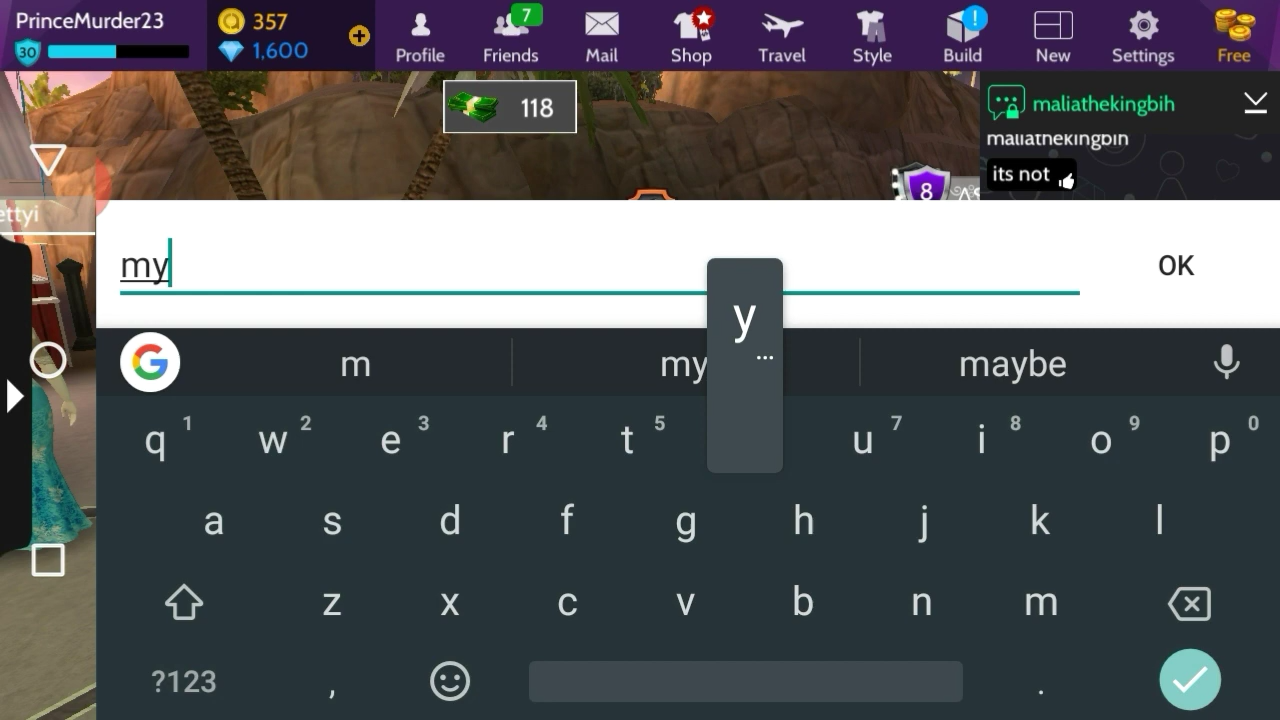 PrinceMurder23
30
357
1,600
Profile
7
Friends
Mail
Shop
Travel
Style
!
Build
New
Settings
Free
118
maliathekingbih
maliathekingbih
its not
8
ettyi
my
OK
y
...
G
m
my
maybe
q 1 w 2 e 3 r 4 t 5 u 7 i 8 o 9 p 0
a s d f g h j k l
z x c v b n m
?123 , .